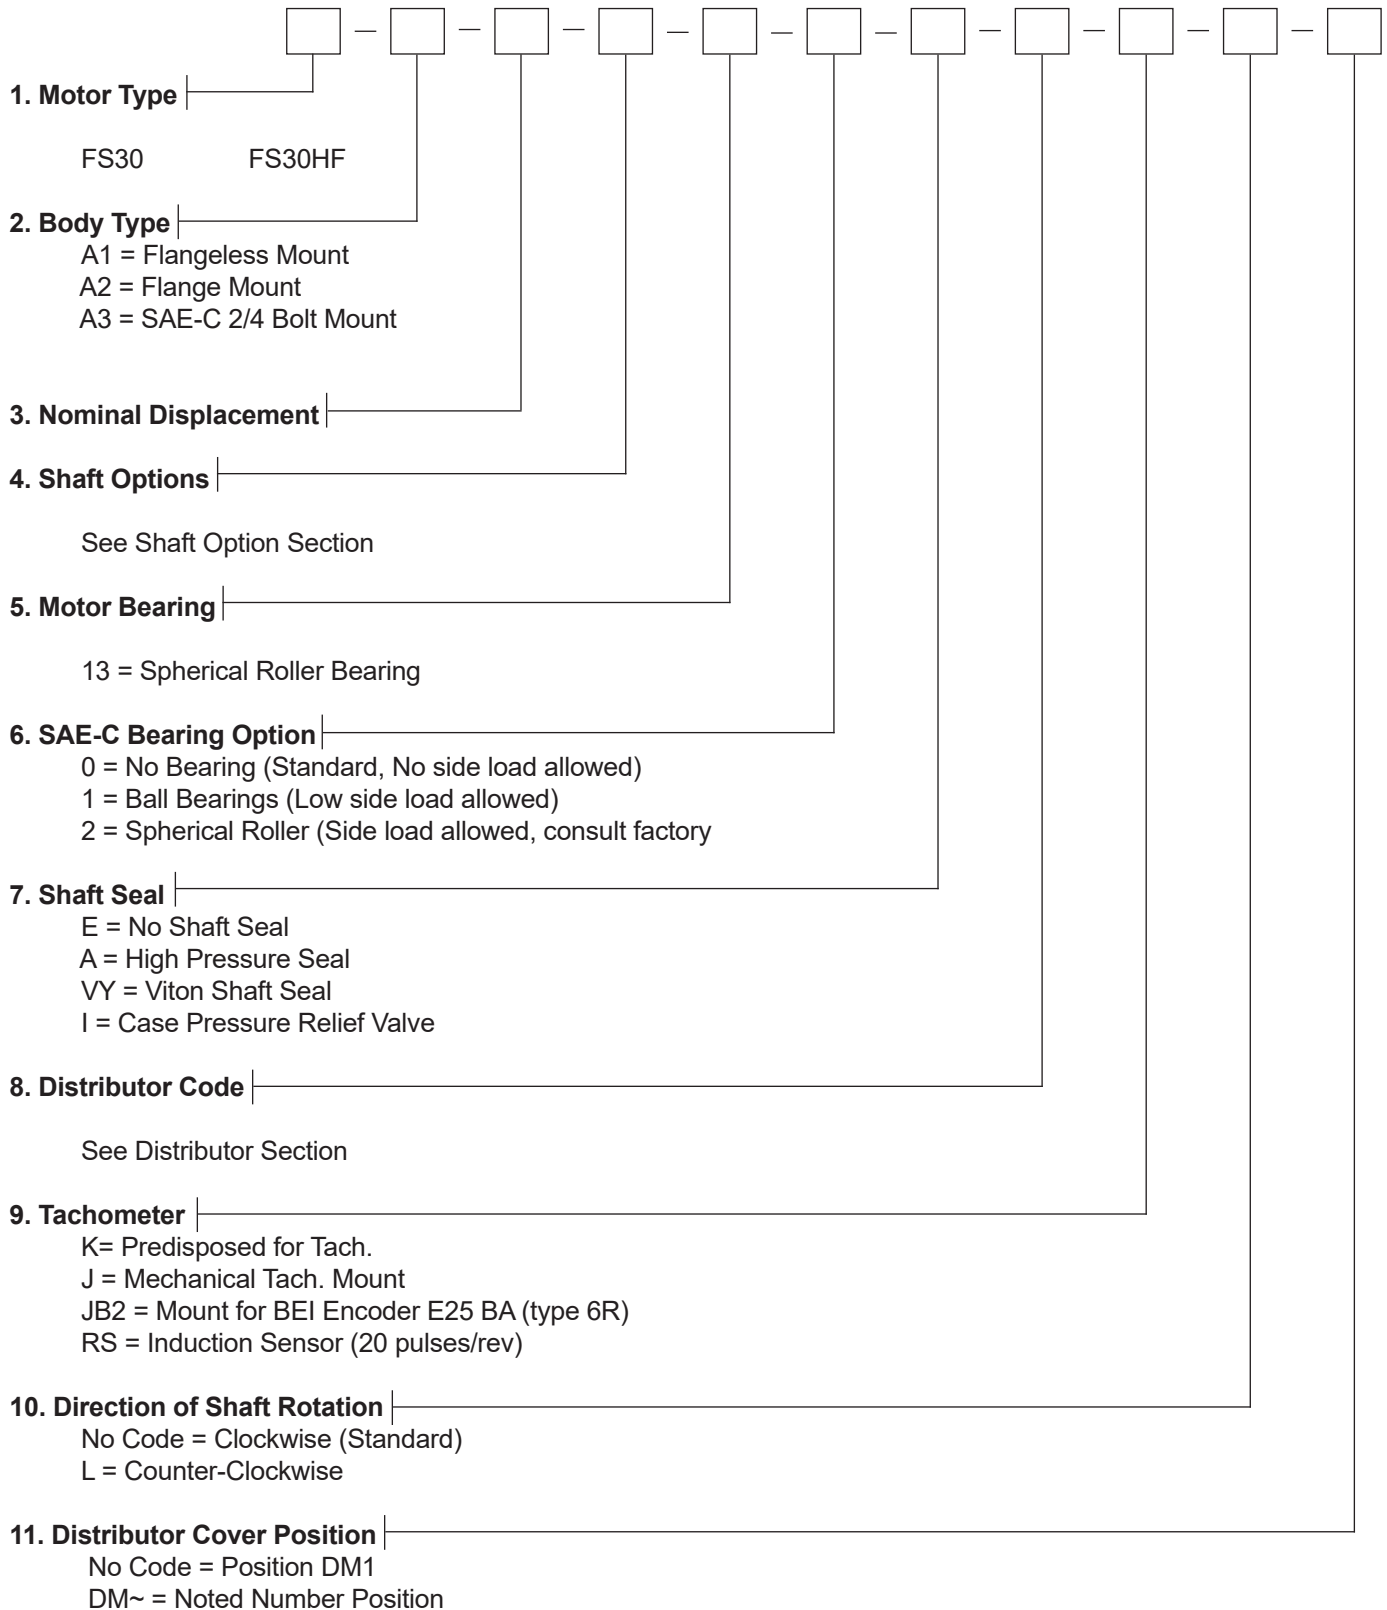 1. Motor Type
FS30 FS30HF
2. Body Type
A1 = Flangeless Mount
A2 = Flange Mount
A3 = SAE-C 2/4 Bolt Mount
3. Nominal Displacement
4. Shaft Options
See Shaft Option Section
5. Motor Bearing
13 = Spherical Roller Bearing
6. SAE-C Bearing Option
0 = No Bearing (Standard, No side load allowed)
1 = Ball Bearings (Low side load allowed)
2 = Spherical Roller (Side load allowed, consult factory
7. Shaft Seal
E = No Shaft Seal
A = High Pressure Seal
VY = Viton Shaft Seal
I = Case Pressure Relief Valve
8. Distributor Code
See Distributor Section
9. Tachometer
K= Predisposed for Tach.
J = Mechanical Tach. Mount
JB2 = Mount for BEI Encoder E25 BA (type 6R)
RS = Induction Sensor (20 pulses/rev)
10. Direction of Shaft Rotation
No Code = Clockwise (Standard)
L = Counter-Clockwise
11. Distributor Cover Position
No Code = Position DM1
DM~ = Noted Number Position